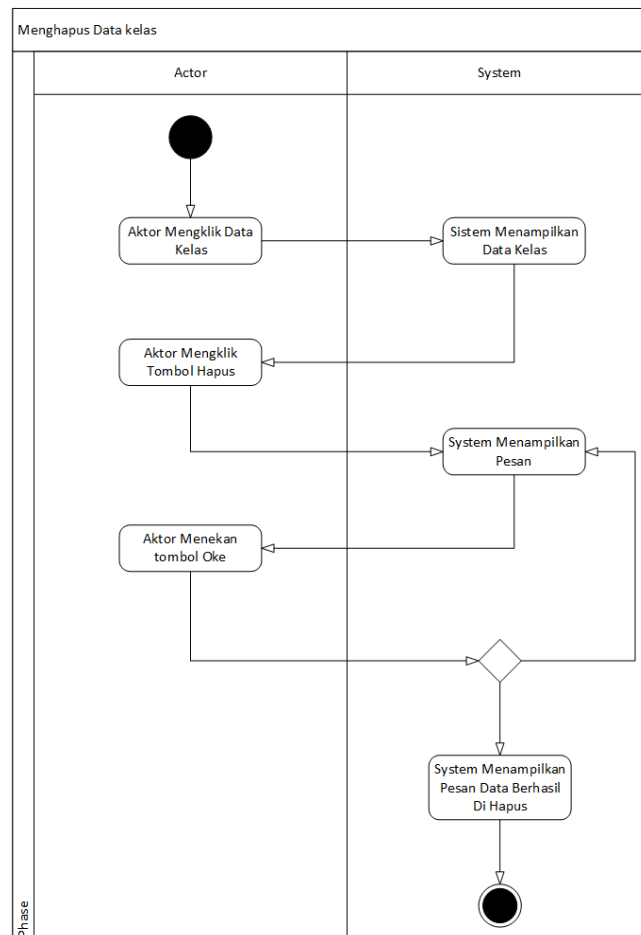 Menghapus Data kelas
Actor
System
Aktor Mengklik Data
Kelas
Sistem Menampilkan
Data Kelas
Aktor Mengklik
Tombol Hapus
System Menampilkan
Pesan
Aktor Menekan
tombol Oke
System Menampilkan
Pesan Data Berhasil
Di Hapus
Phase